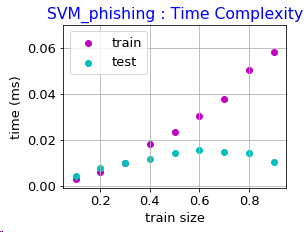 SVM_phishing : Time Complexity
train
test
time (ms)
0.06
0.04
0.02
0.00
0.2 0.4 0.6 0.8
train size